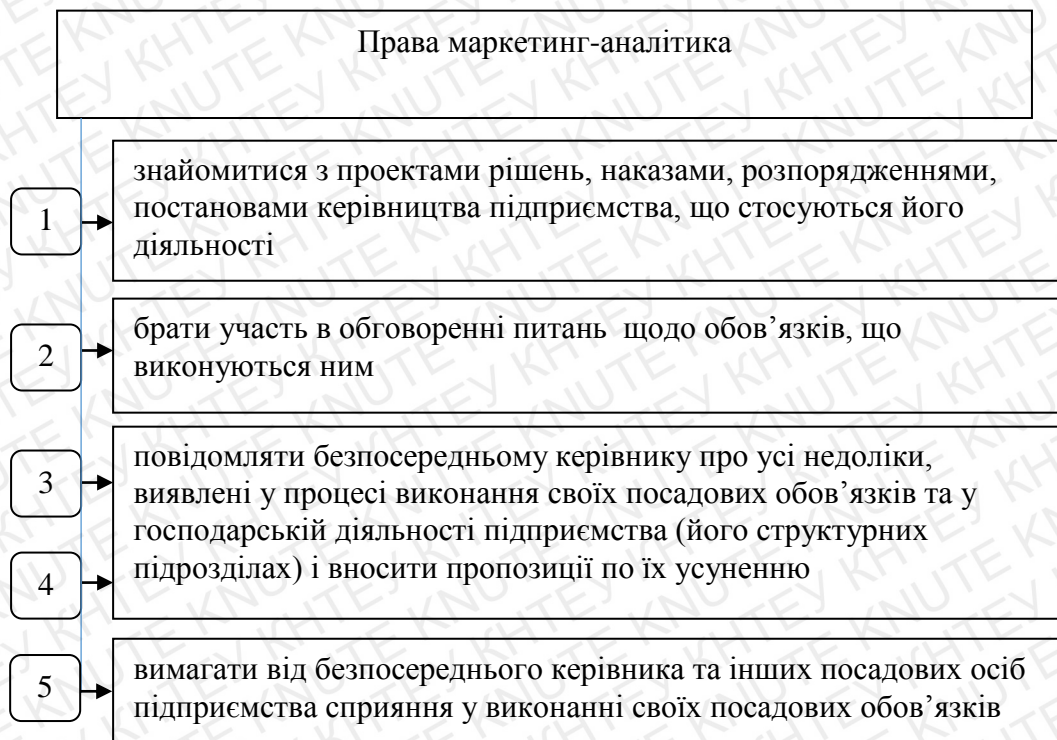 Права маркетинг-аналітика
1
знайомитися з проектами рішень, наказами, розпорядженнями,
постановами керівництва підприємства, що стосуються його
діяльності
2
брати участь в обговоренні питань щодо обов’язків, що
виконуються ним
3
повідомляти безпосередньому керівнику про усі недоліки,
виявлені у процесі виконання своїх посадових обов’язків та у
господарській діяльності підприємства (його структурних
4
підрозділах) і вносити пропозиції по їх усуненню
5
вимагати від безпосереднього керівника та інших посадових осіб
підприємства сприяння у виконанні своїх посадових обов’язків